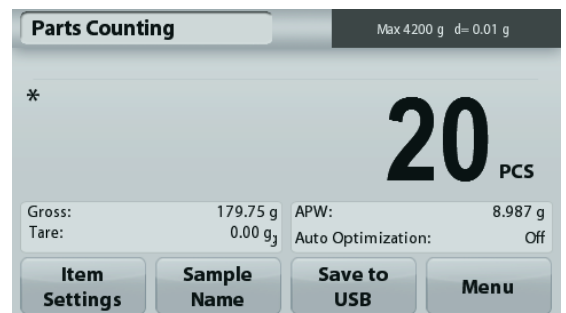 Parts Counting Max 4200 g d= 0.01 g
*
20 PCS
Gross: 179.75 g APW: 8.987 g
Tare: 0.00 g Auto Optimization: Off
Item Settings
Sample Name
Save to USB
Menu